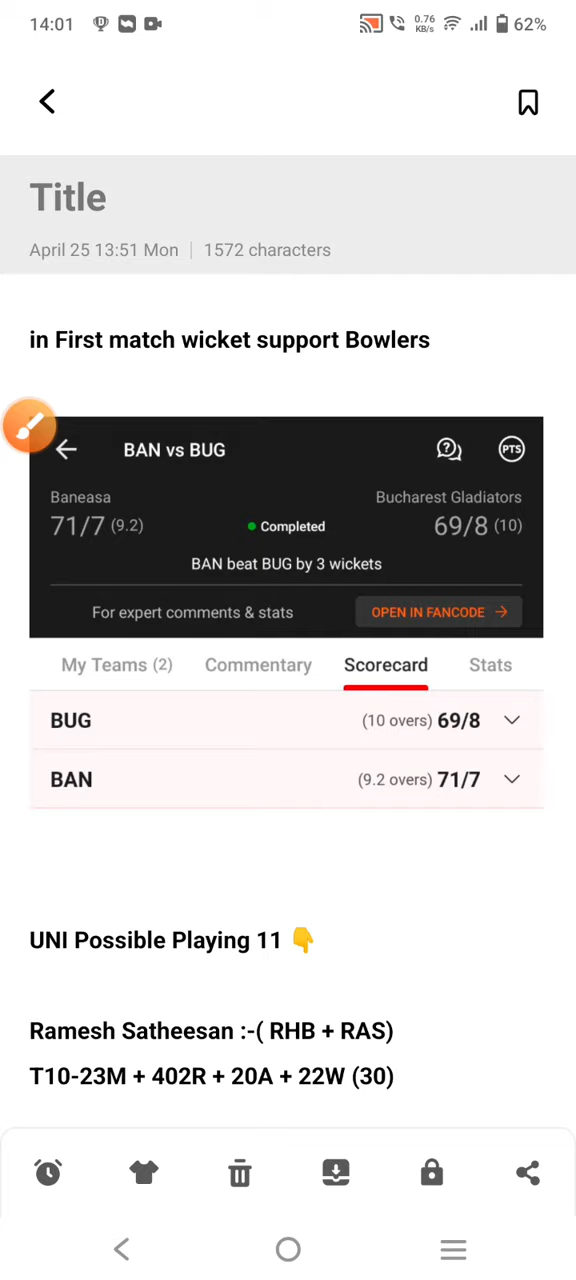 14:01
0.76 KB/s
62%
Title
April 25 13:51 Mon | 1572 characters
in First match wicket support Bowlers
BAN vs BUG
PTS
Baneasa
Bucharest Gladiators
71/7 (9.2)
Completed
69/8 (10)
BAN beat BUG by 3 wickets
For expert comments & stats
OPEN IN FANCODE →
My Teams (2) Commentary Scorecard Stats
BUG (10 overs) 69/8
BAN (9.2 overs) 71/7
UNI Possible Playing 11 👇
Ramesh Satheesan :-( RHB + RAS)
T10-23M + 402R + 20A + 22W (30)